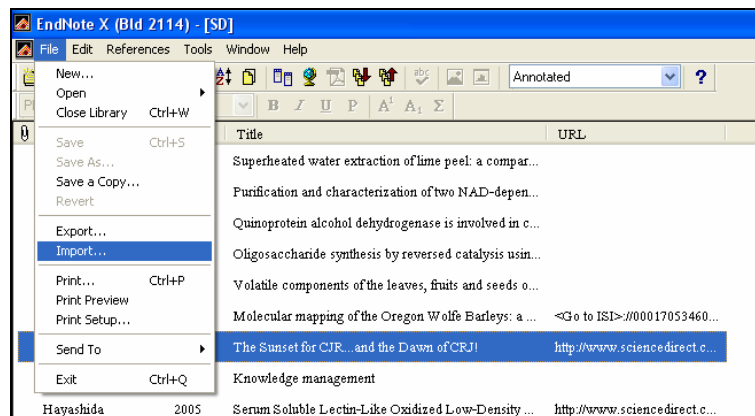 EndNote X (Bld 2114) - [SD]
File Edit References Tools Window Help
Annotated
B I U P A¹ A₁ Σ
New...
Open
Close Library Ctrl+W
Save Ctrl+S
Save As...
Save a Copy...
Revert
Export...
Import...
Print... Ctrl+P
Print Preview
Print Setup...
Send To
Exit Ctrl+Q
Title URL
Superheated water extraction of lime peel: a compar...
Purification and characterization of two NAD-depen...
Quinoprotein alcohol dehydrogenase is involved in c...
Oligosaccharide synthesis by reversed catalysis usin...
Volatile components of the leaves, fruits and seeds o...
Molecular mapping of the Oregon Wolfe Barleys: a ... <Go to ISI>://00017053460...
The Sunset for CJR...and the Dawn of CRJ! http://www.sciencedirect.c...
Knowledge management
Hayashida 2005 Serum Soluble Lectin-Like Oxidized Low-Density ... http://www.sciencedirect.c...